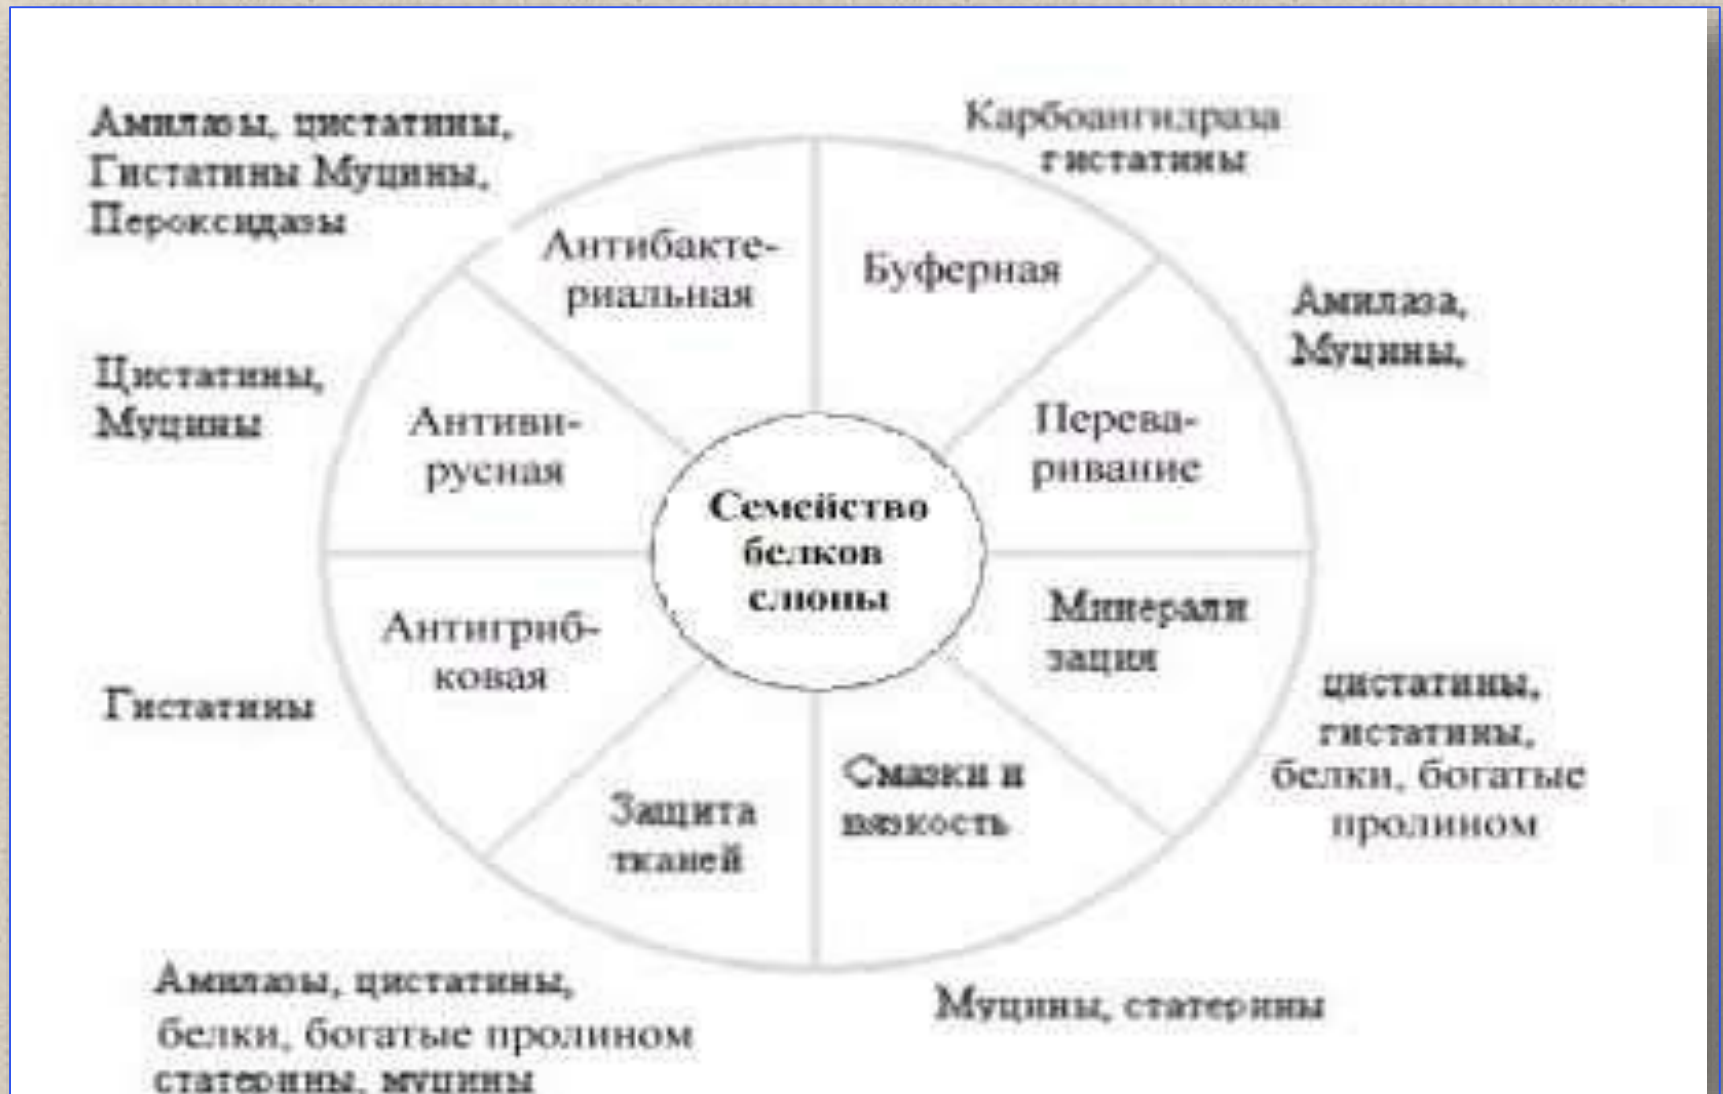 Амилазы, цистатины,
Гистатины Муцины,
Пероксидазы
Карбоангидраза
гистатины
Антибакте-
риальная
Буферная
Амилаза,
Муцины,
Цистатины,
Муцины
Антиви-
русная
Перева-
ривание
Семейство
белков
слюны
Антигриб-
ковая
Минерали
зация
Гистатины
цистатины,
гистатины,
белки, богатые
пролином
Защита
тканей
Смазки и
вязкость
Амилазы, цистатины,
белки, богатые пролином
статерины, муцины
Муцины, статерины